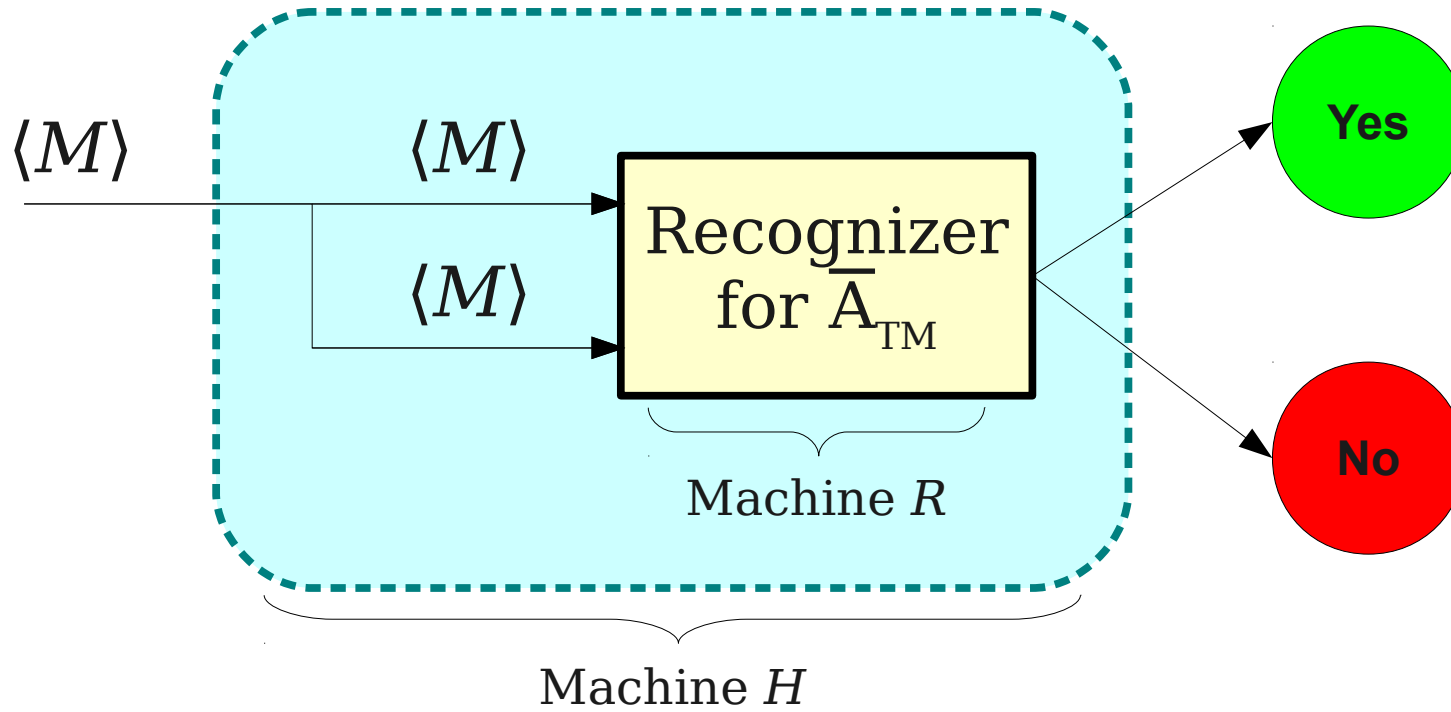 ⟨M⟩
⟨M⟩
⟨M⟩
Recognizer
for A̅TM
Machine R
Machine H
Yes
No